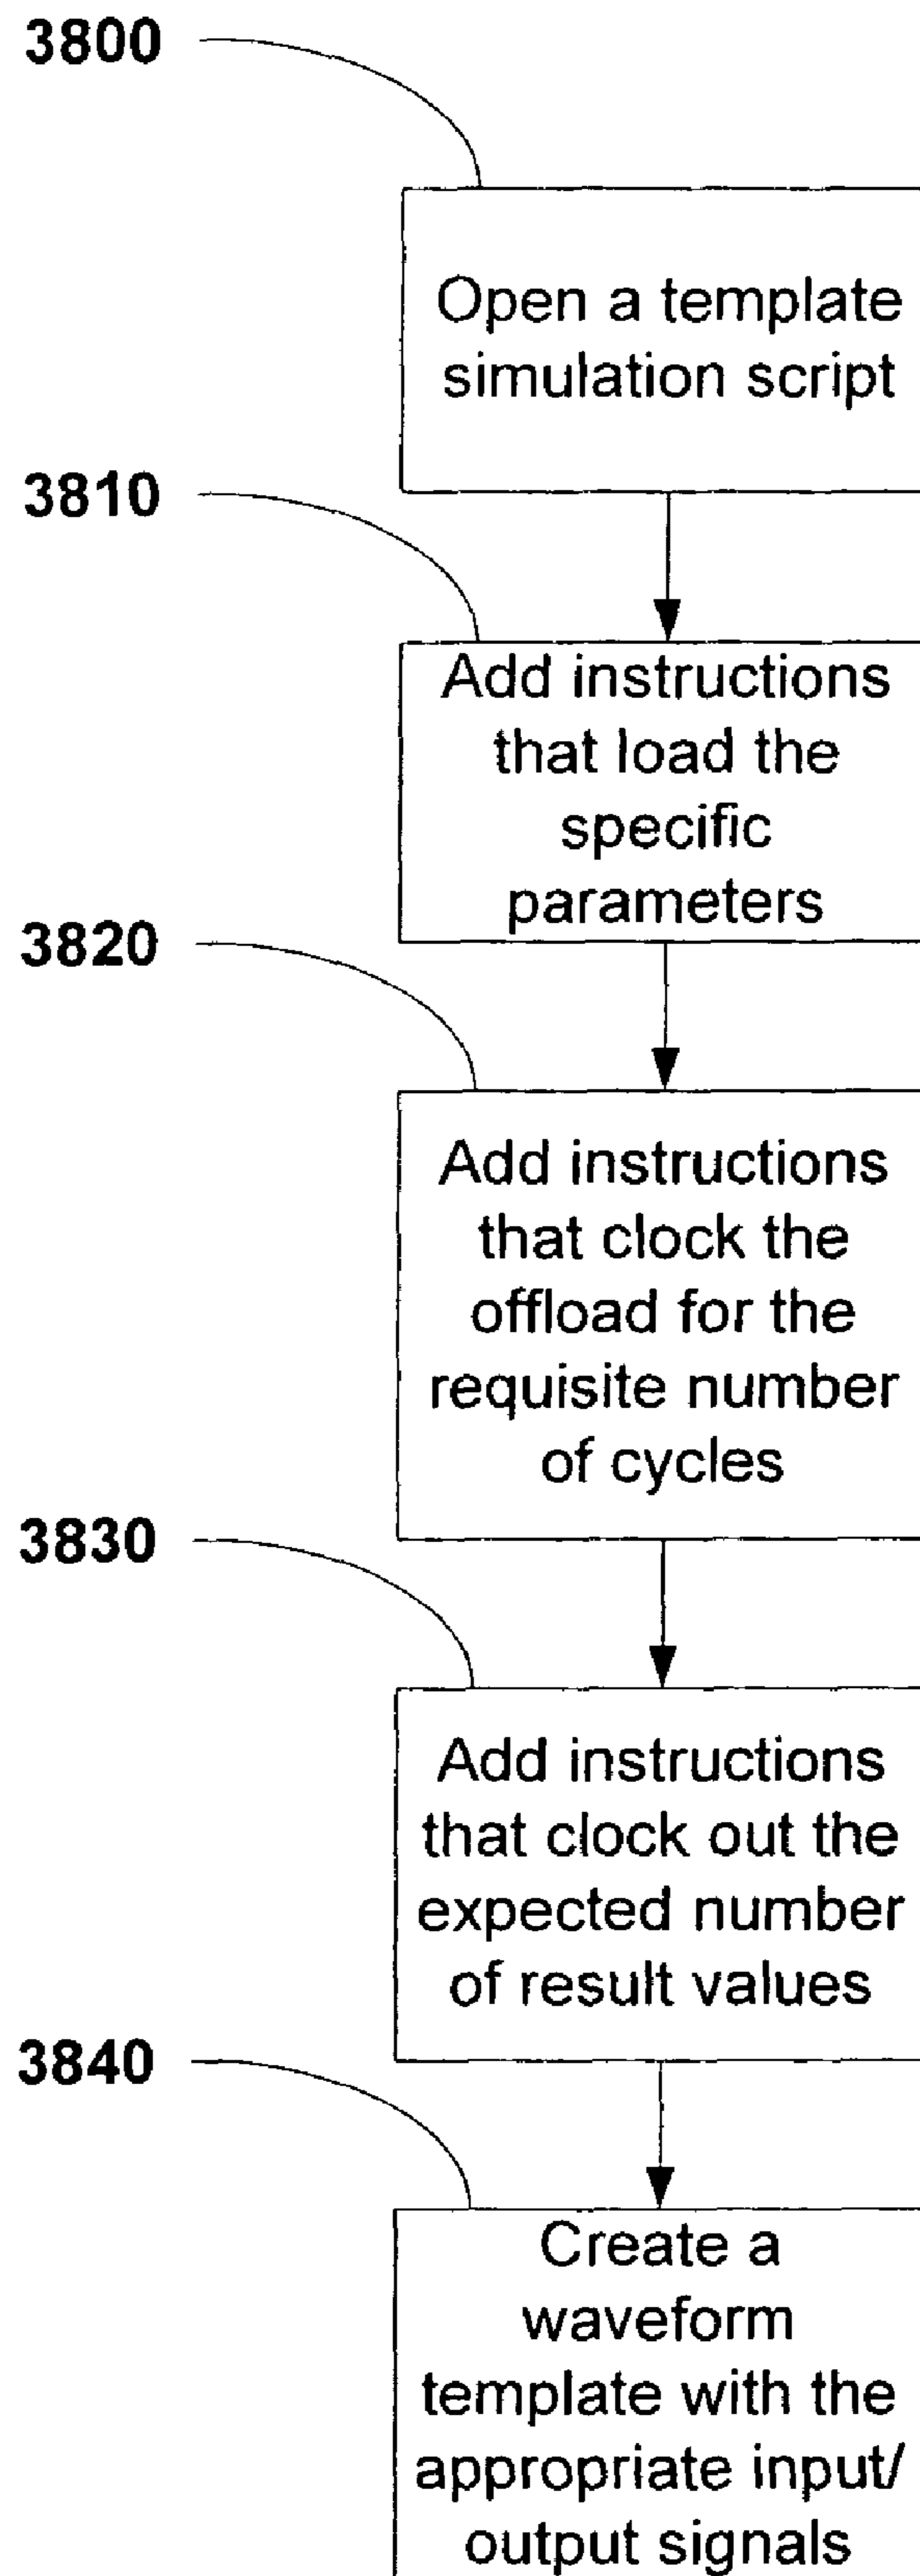 3800
Open a template
simulation script
3810
Add instructions
that load the
specific
parameters
3820
Add instructions
that clock the
offload for the
requisite number
of cycles
3830
Add instructions
that clock out the
expected number
of result values
3840
Create a
waveform
template with the
appropriate input/
output signals